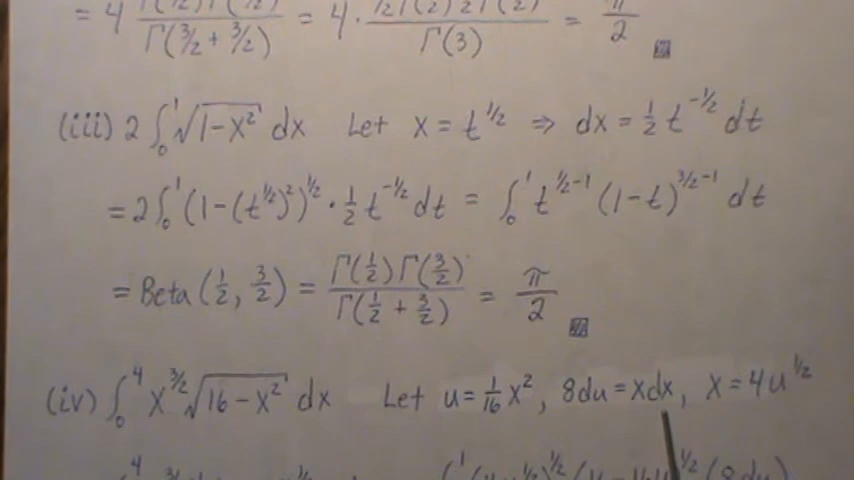 = 4 Γ(3/2)Γ(3/2) / Γ(3/2 + 3/2) = 4 · ½Γ(½)½Γ(½) / Γ(3) = π/2
(iii) 2 ∫₀¹ √(1-x²) dx Let x = t^{1/2} ⇒ dx = ½ t^{-1/2} dt
= 2 ∫₀¹ (1-(t^{1/2})²)^{1/2} · ½ t^{-1/2} dt = ∫₀¹ t^{1/2-1} (1-t)^{3/2-1} dt
= Beta (½, 3/2) = Γ(½)Γ(3/2) / Γ(½ + 3/2) = π/2
(iv) ∫₀⁴ x^{3/2} √(16-x²) dx Let u = 1/16 x², 8du = xdx, x = 4u^{1/2}